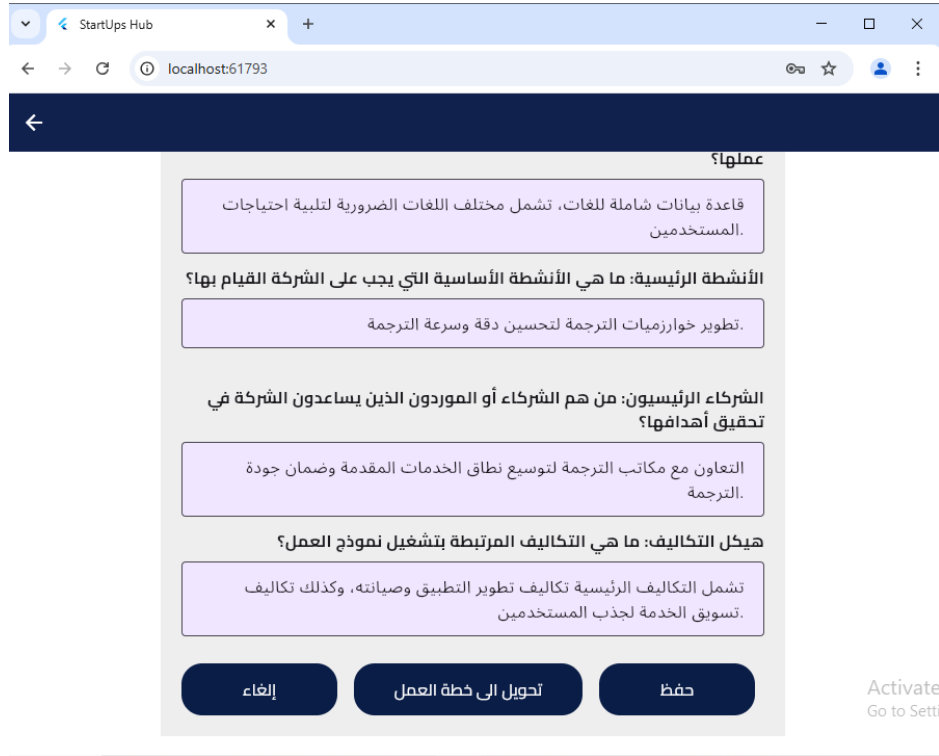 StartUps Hub
localhost:61793
عملها؟
قاعدة بيانات شاملة للغات، تشمل مختلف اللغات الضرورية لتلبية احتياجات
.المستخدمين
الأنشطة الرئيسية: ما هي الأنشطة الأساسية التي يجب على الشركة القيام بها؟
.تطوير خوارزميات الترجمة لتحسين دقة وسرعة الترجمة
الشركاء الرئيسيون: من هم الشركاء أو الموردون الذين يساعدون الشركة في
تحقيق أهدافها؟
التعاون مع مكاتب الترجمة لتوسيع نطاق الخدمات المقدمة وضمان جودة
.الترجمة
هيكل التكاليف: ما هي التكاليف المرتبطة بتشغيل نموذج العمل؟
تشمل التكاليف الرئيسية تكاليف تطوير التطبيق وصيانته، وكذلك تكاليف
.تسويق الخدمة لجذب المستخدمين
حفظ
تحويل الى خطة العمل
إلغاء
Activate
Go to Setti